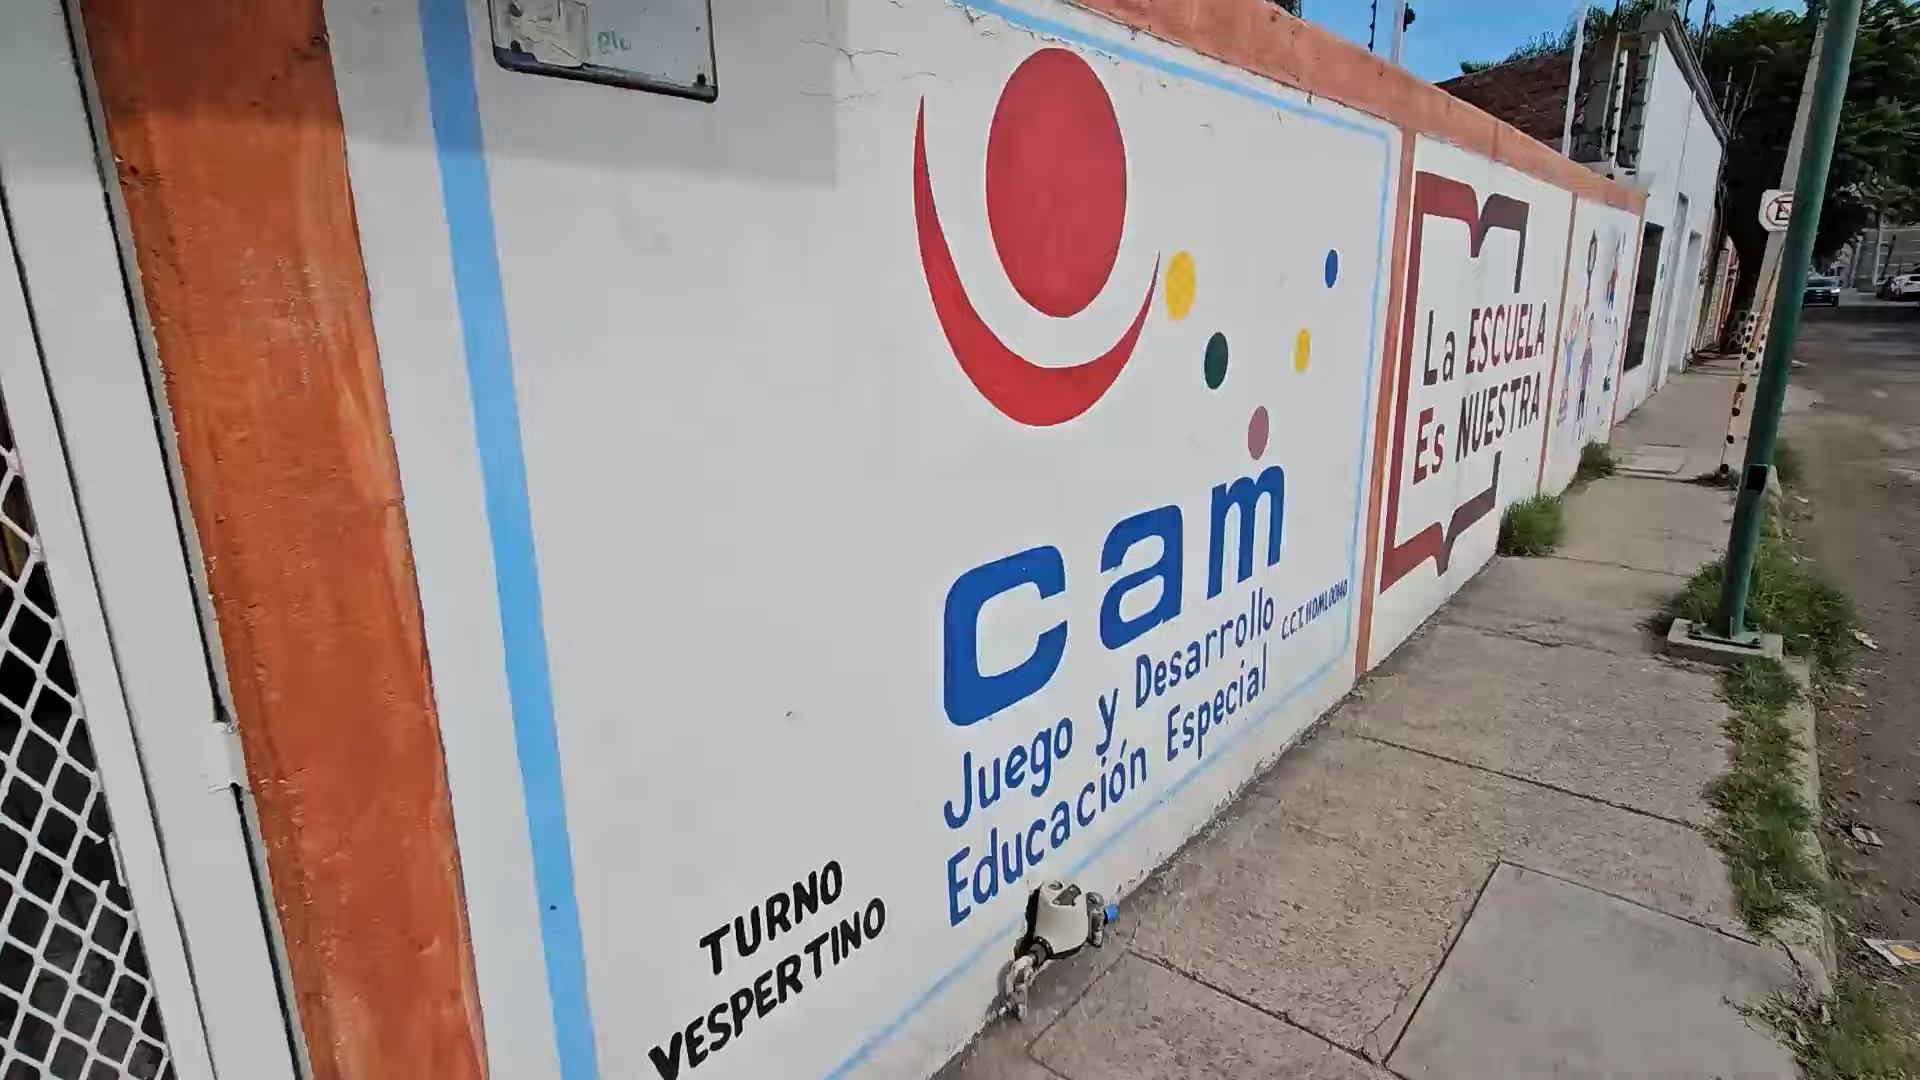 cam
Juego y Desarrollo
Educación Especial
TURNO
VESPERTINO
La ESCUELA
Es NUESTRA